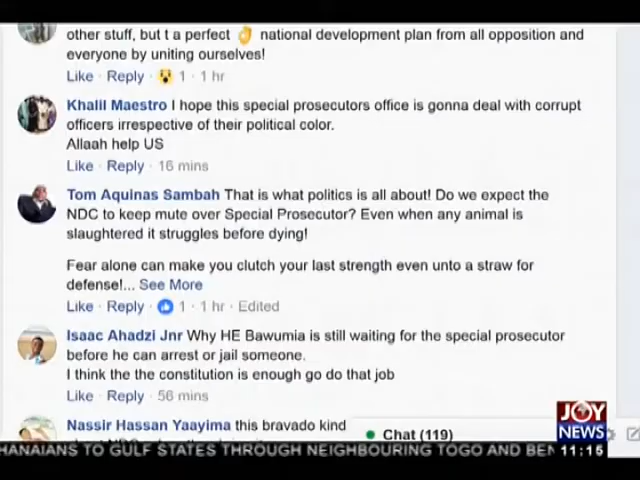 other stuff, but t a perfect 👌 national development plan from all opposition and
everyone by uniting ourselves!
Like · Reply · 😮 1 · 1 hr
Khalil Maestro I hope this special prosecutors office is gonna deal with corrupt
officers irrespective of their political color.
Allaah help US
Like · Reply · 16 mins
Tom Aquinas Sambah That is what politics is all about! Do we expect the
NDC to keep mute over Special Prosecutor? Even when any animal is
slaughtered it struggles before dying!
Fear alone can make you clutch your last strength even unto a straw for
defense!... See More
Like · Reply · 1 · 1 hr · Edited
Isaac Ahadzi Jnr Why HE Bawumia is still waiting for the special prosecutor
before he can arrest or jail someone.
I think the the constitution is enough go do that job
Like · Reply · 56 mins
Nassir Hassan Yaayima this bravado kind
Chat (119)
JOY
NEWS
HANAIANS TO GULF STATES THROUGH NEIGHBOURING TOGO AND BEN
11:15